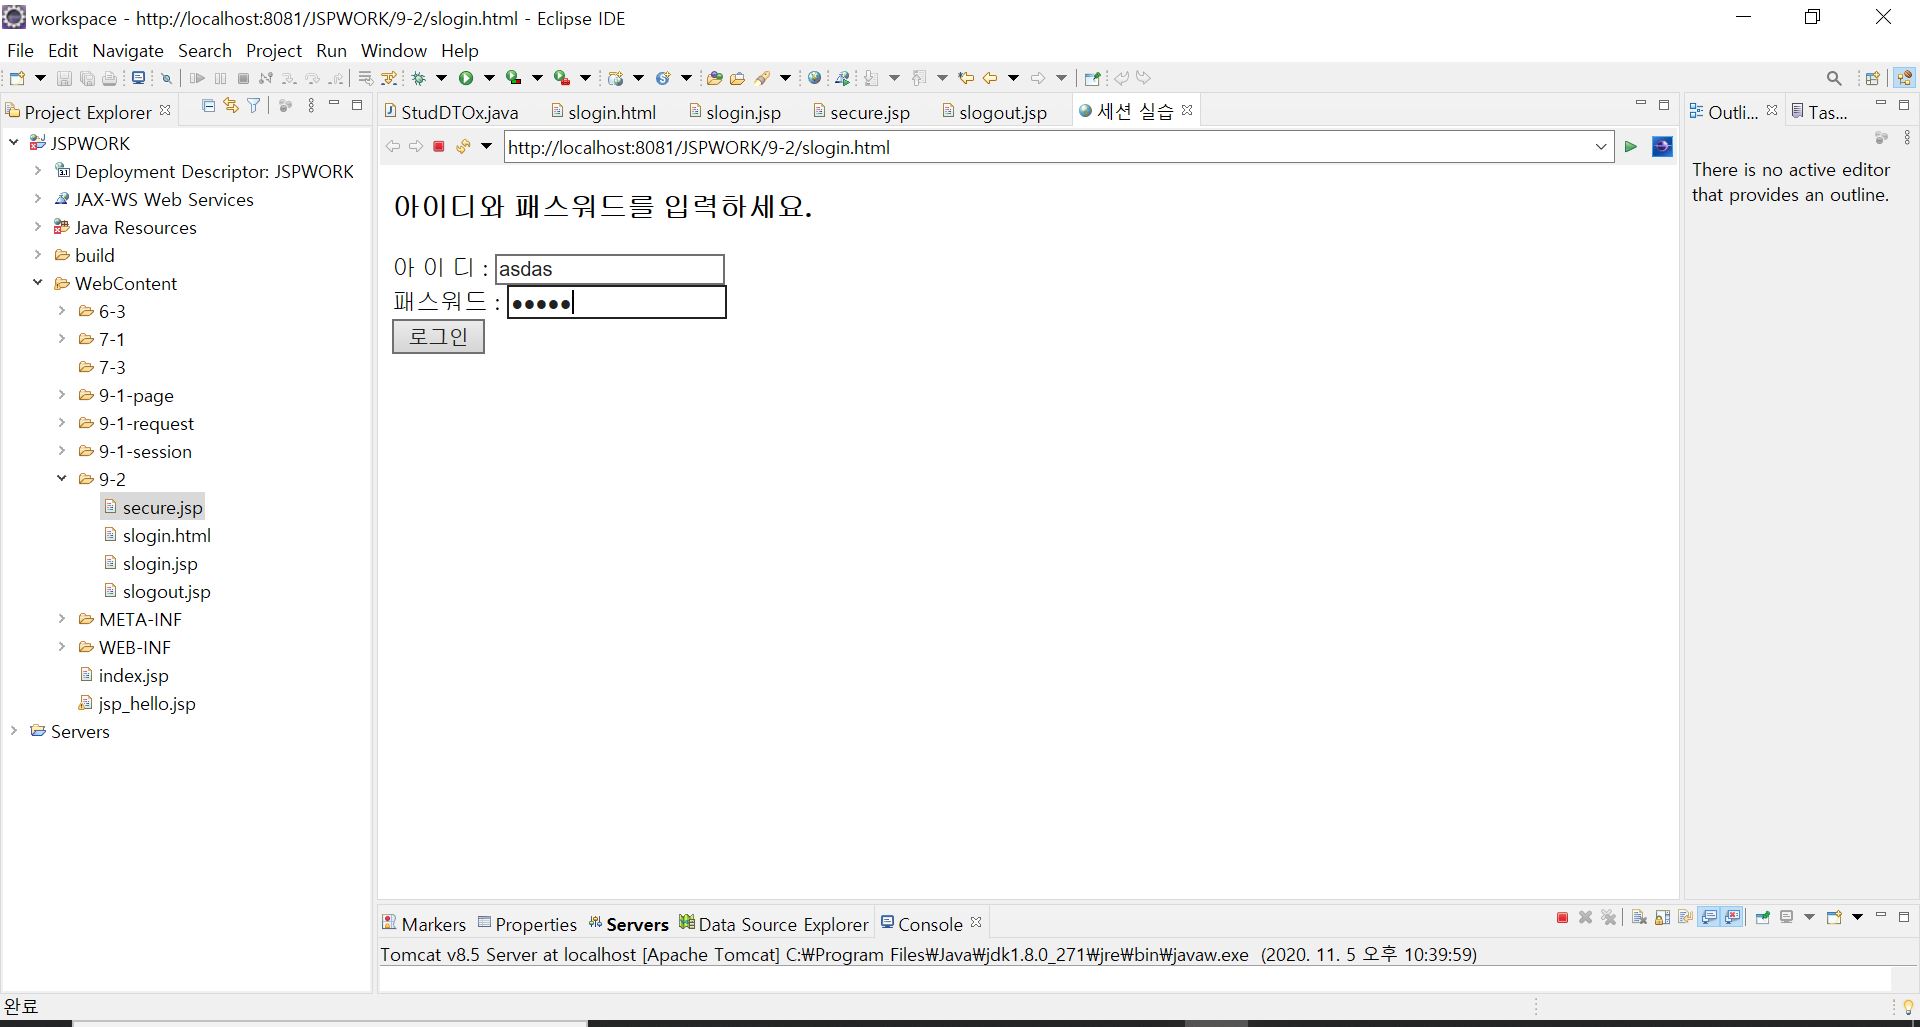 workspace - http://localhost:8081/JSPWORK/9-2/slogin.html - Eclipse IDE
File Edit Navigate Search Project Run Window Help
Project Explorer
JSPWORK
Deployment Descriptor: JSPWORK
JAX-WS Web Services
Java Resources
build
WebContent
6-3
7-1
7-3
9-1-page
9-1-request
9-1-session
9-2
secure.jsp
slogin.html
slogin.jsp
slogout.jsp
META-INF
WEB-INF
index.jsp
jsp_hello.jsp
Servers
StudDTOx.java slogin.html slogin.jsp secure.jsp slogout.jsp 세션 실습
http://localhost:8081/JSPWORK/9-2/slogin.html
아이디와 패스워드를 입력하세요.
아 이 디 : asdas
패스워드 : •••••
로그인
Outli... Tas...
There is no active editor
that provides an outline.
Markers Properties Servers Data Source Explorer Console
Tomcat v8.5 Server at localhost [Apache Tomcat] C:₩Program Files₩Java₩jdk1.8.0_271₩jre₩bin₩javaw.exe (2020. 11. 5 오후 10:39:59)
완료